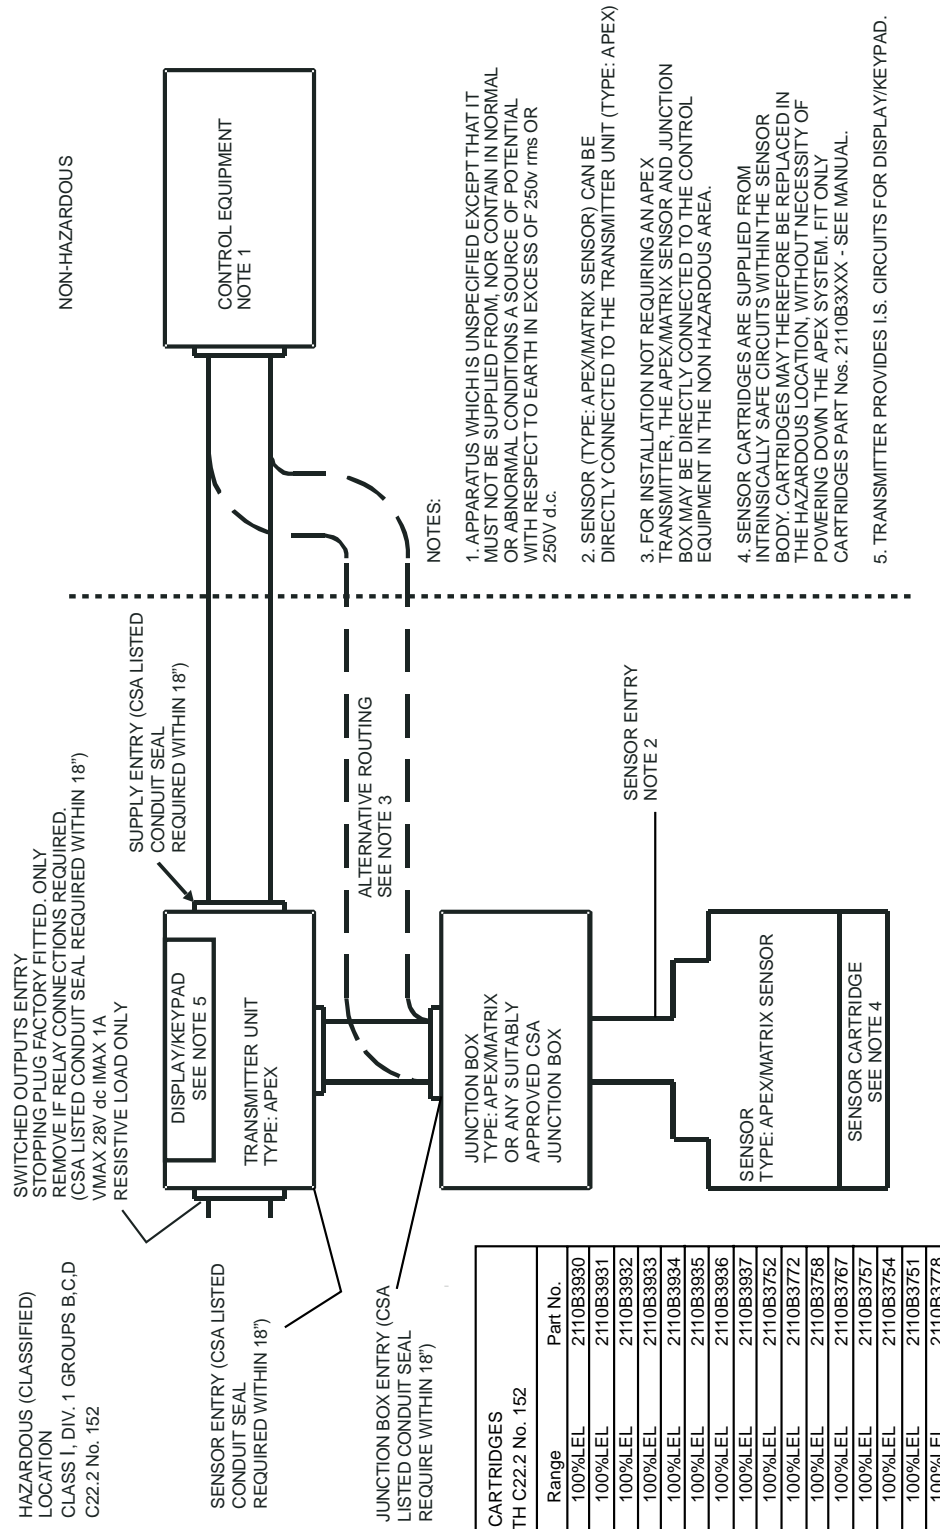 HAZARDOUS (CLASSIFIED)
LOCATION
CLASS I, DIV. 1 GROUPS B,C,D
C22.2 No. 152
SWITCHED OUTPUTS ENTRY
STOPPING PLUG FACTORY FITTED. ONLY
REMOVE IF RELAY CONNECTIONS REQUIRED.
(CSA LISTED CONDUIT SEAL REQUIRED WITHIN 18")
VMAX 28V dc IMAX 1A
RESISTIVE LOAD ONLY
SUPPLY ENTRY (CSA LISTED
CONDUIT SEAL
REQUIRED WITHIN 18")
NON-HAZARDOUS
CONTROL EQUIPMENT
NOTE 1
DISPLAY/KEYPAD
SEE NOTE 5
TRANSMITTER UNIT
TYPE: APEX
SENSOR ENTRY (CSA LISTED
CONDUIT SEAL
REQUIRED WITHIN 18")
ALTERNATIVE ROUTING
SEE NOTE 3
JUNCTION BOX ENTRY (CSA
LISTED CONDUIT SEAL
REQUIRE WITHIN 18")
JUNCTION BOX
TYPE: APEX/MATRIX
OR ANY SUITABLY
APPROVED CSA
JUNCTION BOX
SENSOR ENTRY
NOTE 2
SENSOR
TYPE: APEX/MATRIX SENSOR
SENSOR CARTRIDGE
SEE NOTE 4
NOTES:
1. APPARATUS WHICH IS UNSPECIFIED EXCEPT THAT IT
MUST NOT BE SUPPLIED FROM, NOR CONTAIN IN NORMAL
OR ABNORMAL CONDITIONS A SOURCE OF POTENTIAL
WITH RESPECT TO EARTH IN EXCESS OF 250v rms OR
250V d.c.
2. SENSOR (TYPE: APEX/MATRIX SENSOR) CAN BE
DIRECTLY CONNECTED TO THE TRANSMITTER UNIT (TYPE: APEX)
3. FOR INSTALLATION NOT REQUIRING AN APEX
TRANSMITTER, THE APEX/MATRIX SENSOR AND JUNCTION
BOX MAY BE DIRECTLY CONNECTED TO THE CONTROL
EQUIPMENT IN THE NON HAZARDOUS AREA.
4. SENSOR CARTRIDGES ARE SUPPLIED FROM
INTRINSICALLY SAFE CIRCUITS WITHIN THE SENSOR
BODY. CARTRIDGES MAY THEREFORE BE REPLACED IN
THE HAZARDOUS LOCATION, WITHOUT NECESSITY OF
POWERING DOWN THE APEX SYSTEM. FIT ONLY
CARTRIDGES PART Nos. 2110B3XXX - SEE MANUAL.
5. TRANSMITTER PROVIDES I.S. CIRCUITS FOR DISPLAY/KEYPAD.
CARTRIDGES
TH C22.2 No. 152
Range Part No.
100%LEL 2110B3930
100%LEL 2110B3931
100%LEL 2110B3932
100%LEL 2110B3933
100%LEL 2110B3934
100%LEL 2110B3935
100%LEL 2110B3936
100%LEL 2110B3937
100%LEL 2110B3752
100%LEL 2110B3772
100%LEL 2110B3758
100%LEL 2110B3767
100%LEL 2110B3757
100%LEL 2110B3754
100%LEL 2110B3751
100%LEL 2110B3778